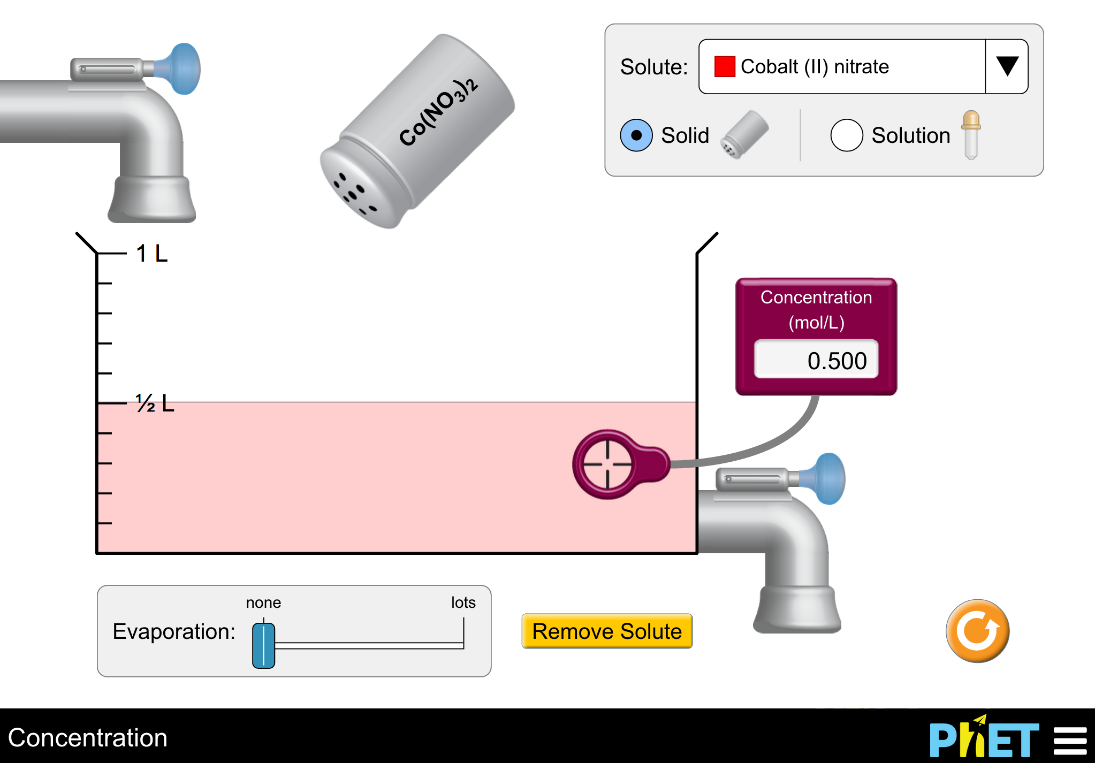 Co(NO₃)₂
Solute:
Cobalt (II) nitrate
Solid
Solution
1 L
½ L
Concentration
(mol/L)
0.500
none
lots
Evaporation:
Remove Solute
Concentration
PhET